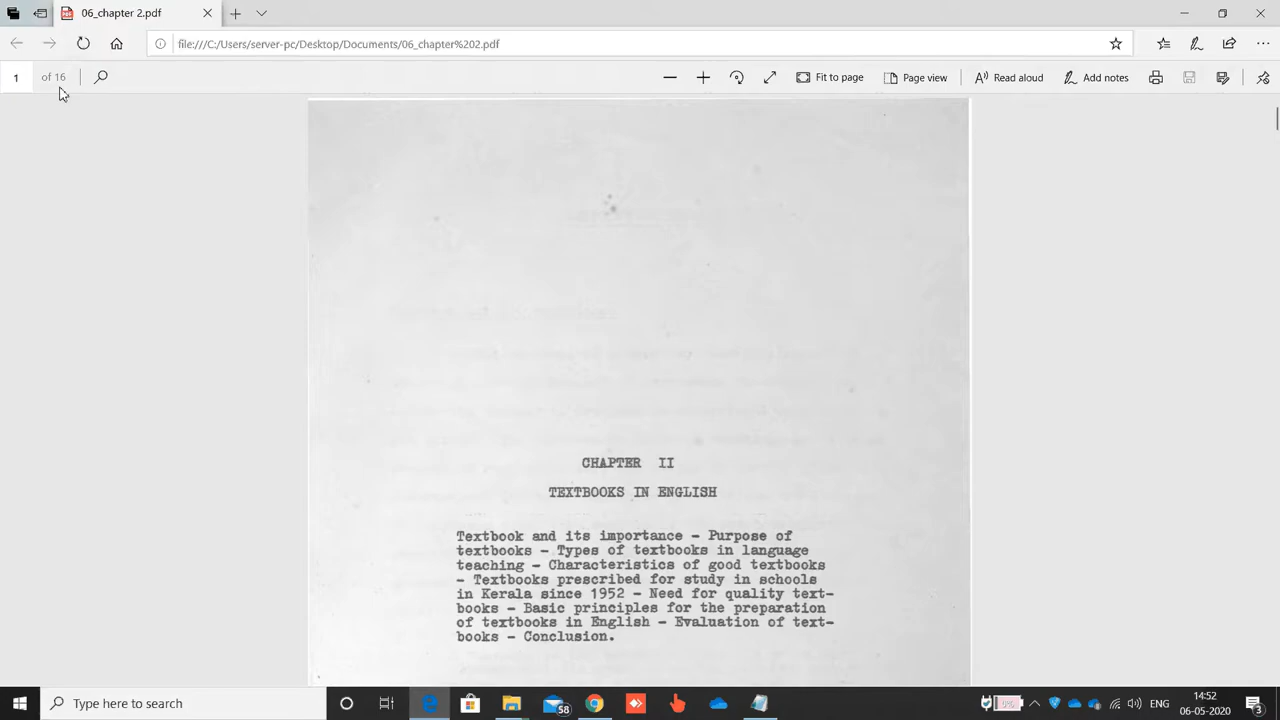 06_chapter 2.pdf
file:///C:/Users/server-pc/Desktop/Documents/06_chapter%202.pdf
1 of 16
Fit to page
Page view
Read aloud
Add notes
CHAPTER II
TEXTBOOKS IN ENGLISH
Textbook and its importance - Purpose of
textbooks - Types of textbooks in language
teaching - Characteristics of good textbooks
- Textbooks prescribed for study in schools
in Kerala since 1952 - Need for quality text-
books - Basic principles for the preparation
of textbooks in English - Evaluation of text-
books - Conclusion.
Type here to search
58
ENG
14:52
06-05-2020
3